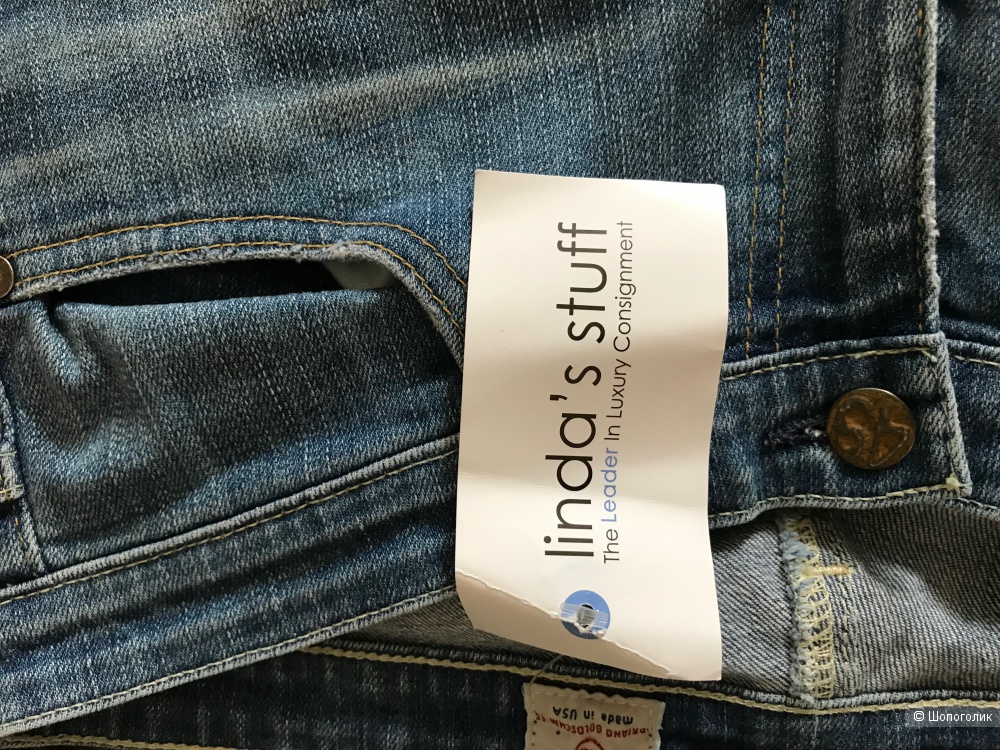 linda's stuff
The Leader In Luxury Consignment
made in USA
© Шопоголик